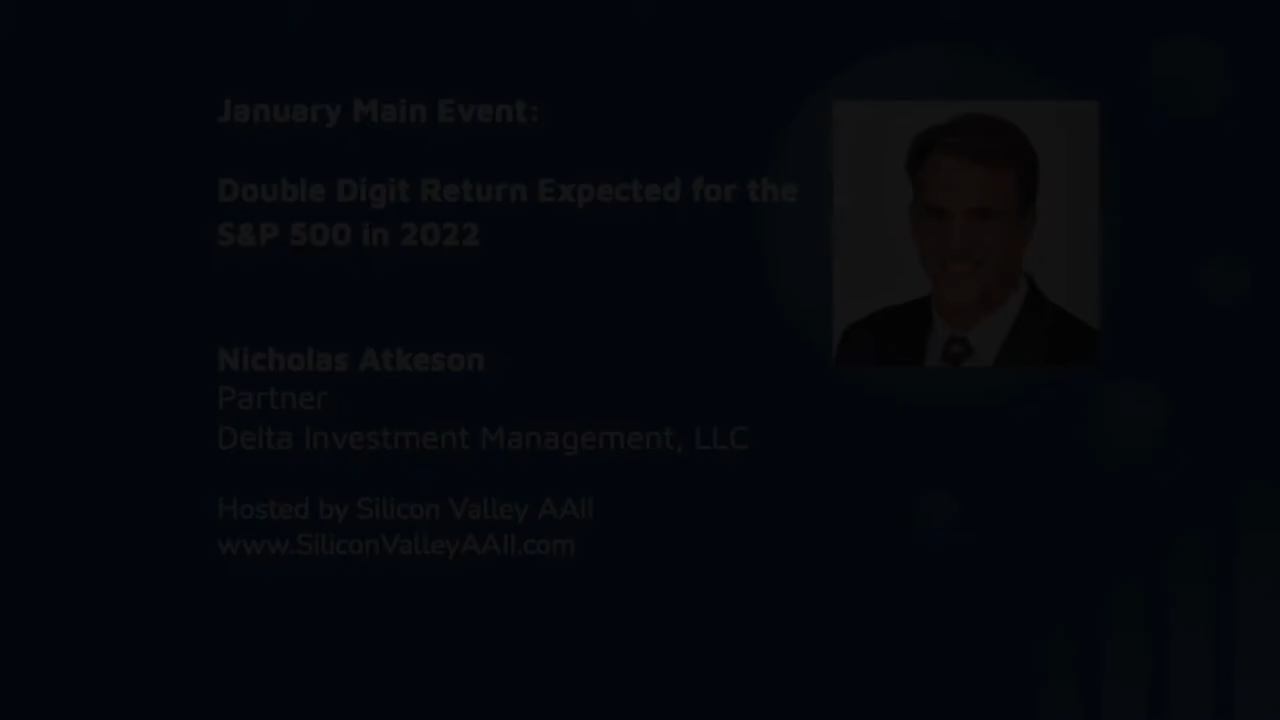 January Main Event:
Double Digit Return Expected for the
S&P 500 in 2022
Nicholas Atkeson
Partner
Delta Investment Management, LLC
Hosted by Silicon Valley AAII
www.SiliconValleyAAII.com